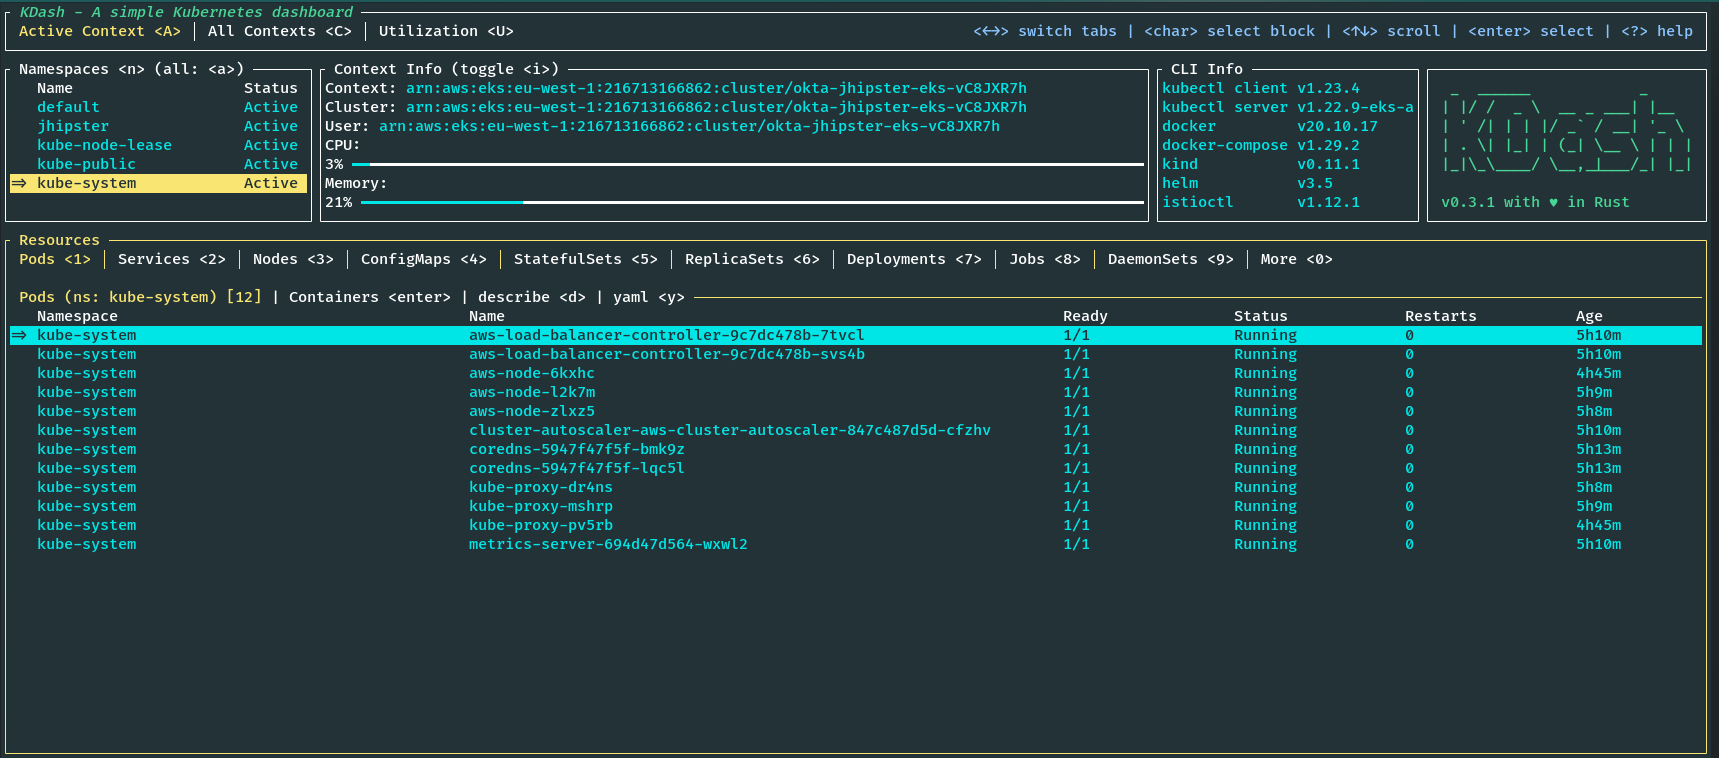 KDash - A simple Kubernetes dashboard
Active Context <A> | All Contexts <C> | Utilization <U>
<←→> switch tabs | <char> select block | <↑↓> scroll | <enter> select | <?> help
Namespaces <n> (all: <a>)
Name Status
default Active
jhipster Active
kube-node-lease Active
kube-public Active
⇒ kube-system Active
Context Info (toggle <i>)
Context: arn:aws:eks:eu-west-1:216713166862:cluster/okta-jhipster-eks-vC8JXR7h
Cluster: arn:aws:eks:eu-west-1:216713166862:cluster/okta-jhipster-eks-vC8JXR7h
User: arn:aws:eks:eu-west-1:216713166862:cluster/okta-jhipster-eks-vC8JXR7h
CPU:
3%
Memory:
21%
CLI Info
kubectl client v1.23.4
kubectl server v1.22.9-eks-a
docker v20.10.17
docker-compose v1.29.2
kind v0.11.1
helm v3.5
istioctl v1.12.1
KDash
v0.3.1 with ♥ in Rust
Resources
Pods <1> | Services <2> | Nodes <3> | ConfigMaps <4> | StatefulSets <5> | ReplicaSets <6> | Deployments <7> | Jobs <8> | DaemonSets <9> | More <0>
Pods (ns: kube-system) [12] | Containers <enter> | describe <d> | yaml <y>
Namespace Name Ready Status Restarts Age
⇒ kube-system aws-load-balancer-controller-9c7dc478b-7tvcl 1/1 Running 0 5h10m
kube-system aws-load-balancer-controller-9c7dc478b-svs4b 1/1 Running 0 5h10m
kube-system aws-node-6kxhc 1/1 Running 0 4h45m
kube-system aws-node-l2k7m 1/1 Running 0 5h9m
kube-system aws-node-zlxz5 1/1 Running 0 5h8m
kube-system cluster-autoscaler-aws-cluster-autoscaler-847c487d5d-cfzhv 1/1 Running 0 5h10m
kube-system coredns-5947f47f5f-bmk9z 1/1 Running 0 5h13m
kube-system coredns-5947f47f5f-lqc5l 1/1 Running 0 5h13m
kube-system kube-proxy-dr4ns 1/1 Running 0 5h8m
kube-system kube-proxy-mshrp 1/1 Running 0 5h9m
kube-system kube-proxy-pv5rb 1/1 Running 0 4h45m
kube-system metrics-server-694d47d564-wxwl2 1/1 Running 0 5h10m